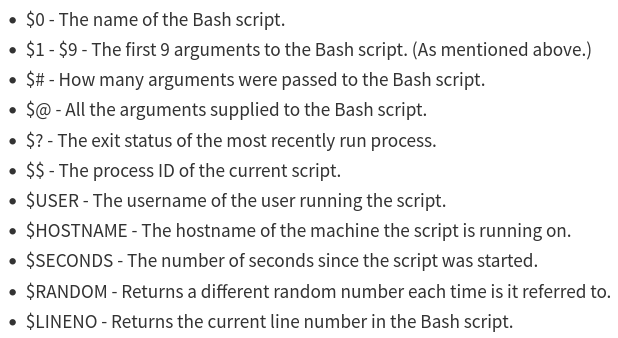 • $0 - The name of the Bash script.
• $1 - $9 - The first 9 arguments to the Bash script. (As mentioned above.)
• $# - How many arguments were passed to the Bash script.
• $@ - All the arguments supplied to the Bash script.
• $? - The exit status of the most recently run process.
• $$ - The process ID of the current script.
• $USER - The username of the user running the script.
• $HOSTNAME - The hostname of the machine the script is running on.
• $SECONDS - The number of seconds since the script was started.
• $RANDOM - Returns a different random number each time is it referred to.
• $LINENO - Returns the current line number in the Bash script.